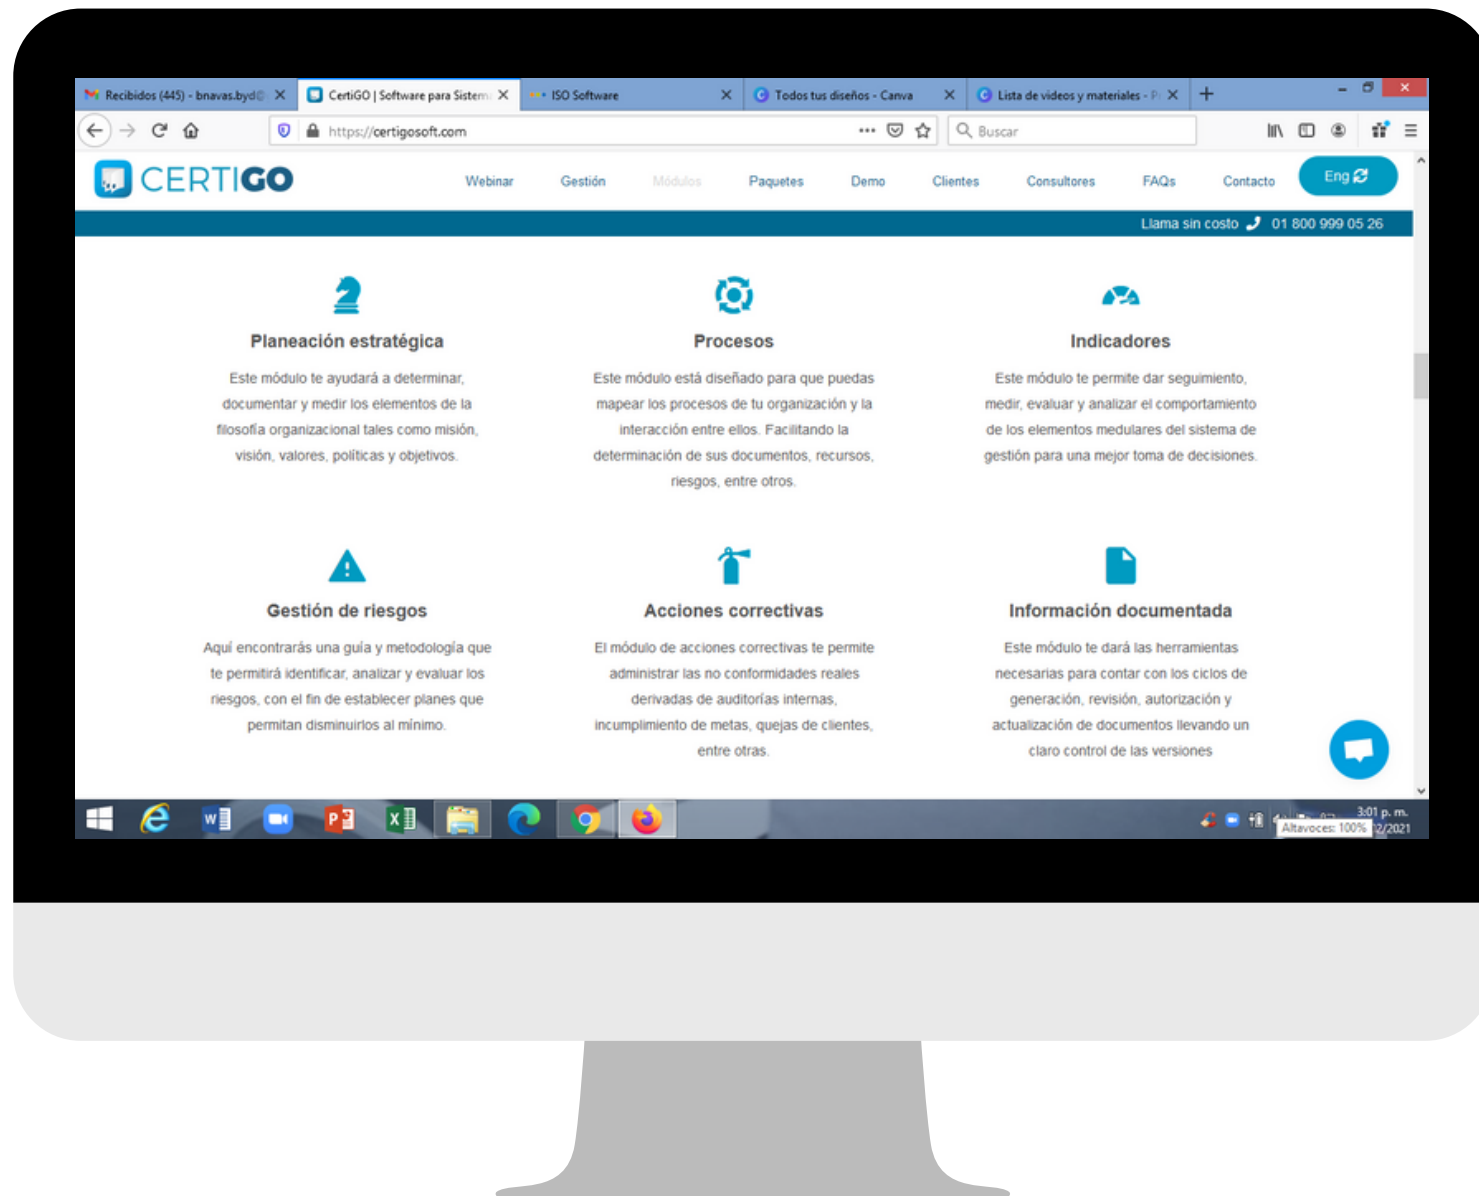 Recibidos (445) - bnavas.byd@
CertiGO | Software para Sistem
ISO Software
Todos tus diseños - Canva
Lista de videos y materiales - P
https://certigosoft.com
Buscar
CERTIGO
Webinar Gestión Módulos Paquetes Demo Clientes Consultores FAQs Contacto Eng
Llama sin costo 01 800 999 05 26
Planeación estratégica
Este módulo te ayudará a determinar,
documentar y medir los elementos de la
filosofía organizacional tales como misión,
visión, valores, políticas y objetivos.
Procesos
Este módulo está diseñado para que puedas
mapear los procesos de tu organización y la
interacción entre ellos. Facilitando la
determinación de sus documentos, recursos,
riesgos, entre otros.
Indicadores
Este módulo te permite dar seguimiento,
medir, evaluar y analizar el comportamiento
de los elementos medulares del sistema de
gestión para una mejor toma de decisiones.
Gestión de riesgos
Aquí encontrarás una guía y metodología que
te permitirá identificar, analizar y evaluar los
riesgos, con el fin de establecer planes que
permitan disminuirlos al mínimo.
Acciones correctivas
El módulo de acciones correctivas te permite
administrar las no conformidades reales
derivadas de auditorías internas,
incumplimiento de metas, quejas de clientes,
entre otras.
Información documentada
Este módulo te dará las herramientas
necesarias para contar con los ciclos de
generación, revisión, autorización y
actualización de documentos llevando un
claro control de las versiones
3:01 p. m.
Altavoces: 100%
02/2021